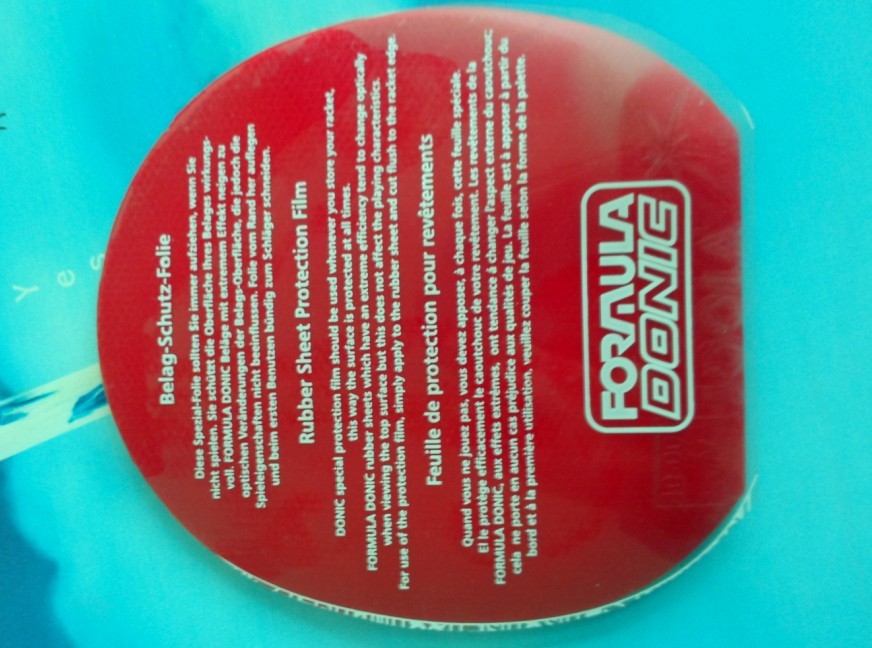 Belag-Schutz-Folie
Diese Spezial-Folie sollten Sie immer aufziehen, wenn Sie
nicht spielen. Sie schützt die Oberfläche Ihres Belages wirkungs-
voll. FORMULA DONIC Beläge mit extremem Effekt neigen zu
optischen Veränderungen der Belags-Oberfläche, die jedoch die
Spieleigenschaften nicht beeinflussen. Folie vom Rand her auflegen
und beim ersten Benutzen bündig zum Schläger schneiden.
Rubber Sheet Protection Film
DONIC special protection film should be used whenever you store your racket,
this way the surface is protected at all times.
FORMULA DONIC rubber sheets which have an extreme efficiency tend to change optically
when viewing the top surface but this does not affect the playing characteristics.
For use of the protection film, simply apply to the rubber sheet and cut flush to the racket edge.
Feuille de protection pour revêtements
Quand vous ne jouez pas, vous devez apposer, à chaque fois, cette feuille spéciale.
El le protége efficacement le caoutchout de votre revêtement. Les revêtements de la
FORMULA DONIC, aux effets extrêmes, ont tendance à changer l'aspect externe du caoutchouc;
cela ne porte en aucun cas préjudice aux qualités de jeu. La feuille est à apposer à partir du
bord et à la première utilisation, veuillez couper la feuille selon la forme de la palette.
FORMULA
DONIC
Yes